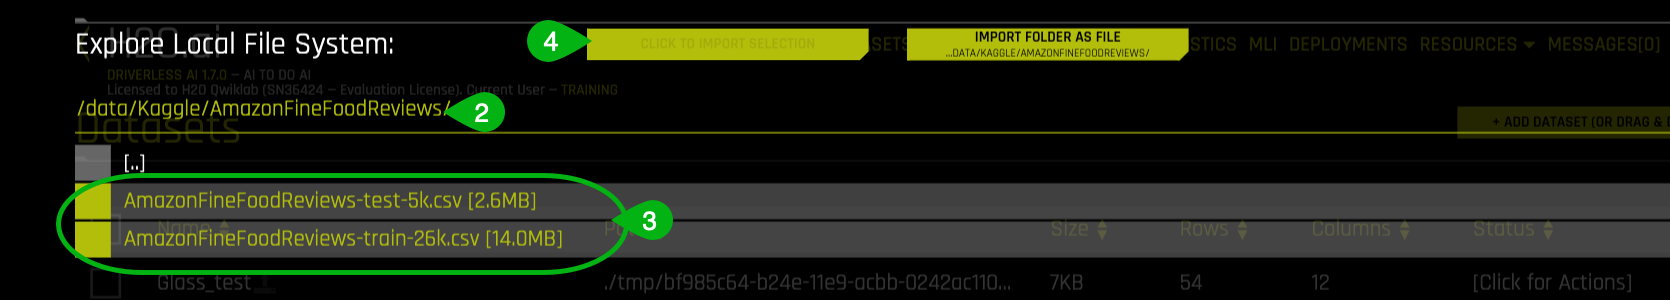 Explore Local File System:
H2O.ai
4
CLICK TO IMPORT SELECTION
IMPORT FOLDER AS FILE
...DATA/KAGGLE/AMAZONFINEFOODREVIEWS/
MLI DEPLOYMENTS RESOURCES MESSAGES[0]
DRIVERLESS AI 1.7.0 – AI TO DO AI
Licensed to H2O Qwiklab (SN36424 – Evaluation License). Current User – TRAINING
/data/Kaggle/AmazonFineFoodReviews/
2
Datasets
+ ADD DATASET (OR DRAG &
[..]
AmazonFineFoodReviews-test-5k.csv [2.6MB]
3
Name
Size Rows Columns Status
AmazonFineFoodReviews-train-26k.csv [14.0MB]
Glass_test ./tmp/bf985c64-b24e-11e9-acbb-0242ac110... 7KB 54 12 [Click for Actions]